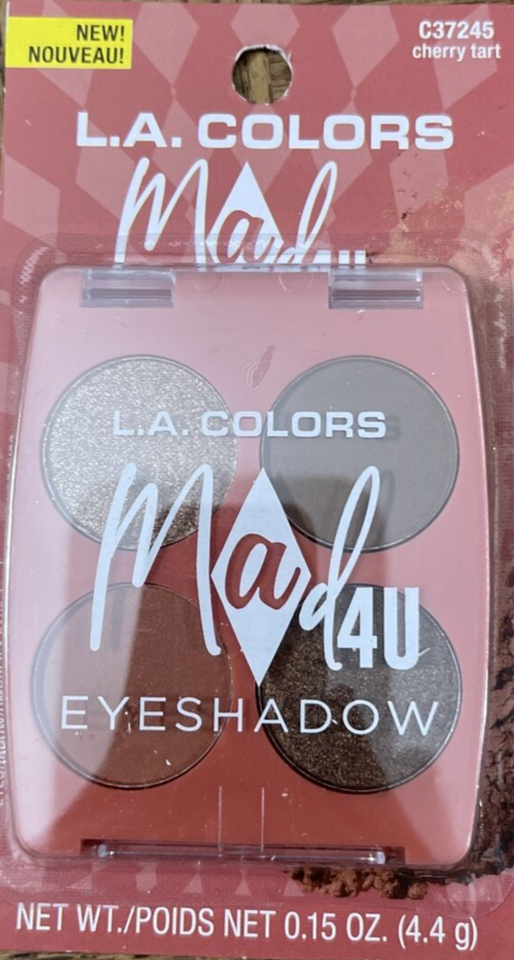 NEW!
NOUVEAU!
C37245
cherry tart
L.A. COLORS
Mad4U
L.A. COLORS
Mad4U
EYESHADOW
NET WT./POIDS NET 0.15 OZ. (4.4 g)